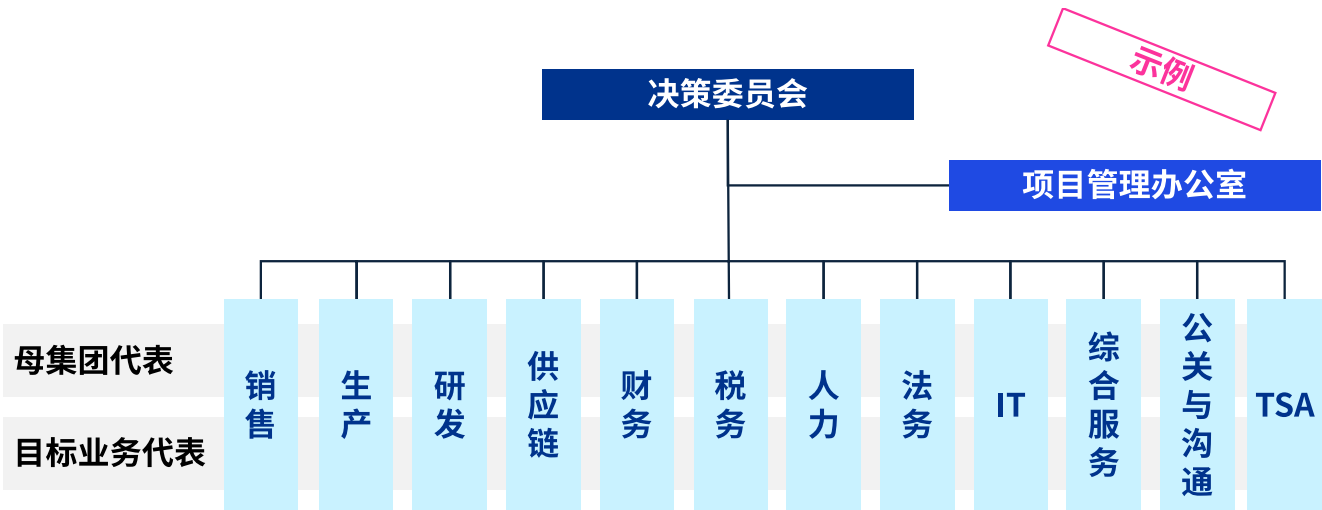 示例
决策委员会
项目管理办公室
母集团代表
目标业务代表
销售
生产
研发
供应链
财务
税务
人力
法务
IT
综合服务
公关与沟通
TSA